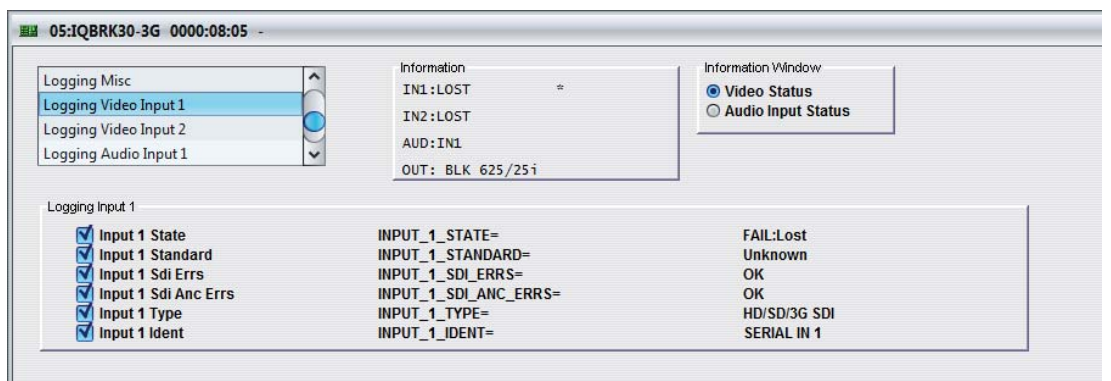 05:IQBRK30-3G 0000:08:05 -
Logging Misc
Logging Video Input 1
Logging Video Input 2
Logging Audio Input 1
Information
IN1:LOST *
IN2:LOST
AUD:IN1
OUT: BLK 625/25i
Information Window
Video Status
Audio Input Status
Logging Input 1
Input 1 State INPUT_1_STATE= FAIL:Lost
Input 1 Standard INPUT_1_STANDARD= Unknown
Input 1 Sdi Errs INPUT_1_SDI_ERRS= OK
Input 1 Sdi Anc Errs INPUT_1_SDI_ANC_ERRS= OK
Input 1 Type INPUT_1_TYPE= HD/SD/3G SDI
Input 1 Ident INPUT_1_IDENT= SERIAL IN 1